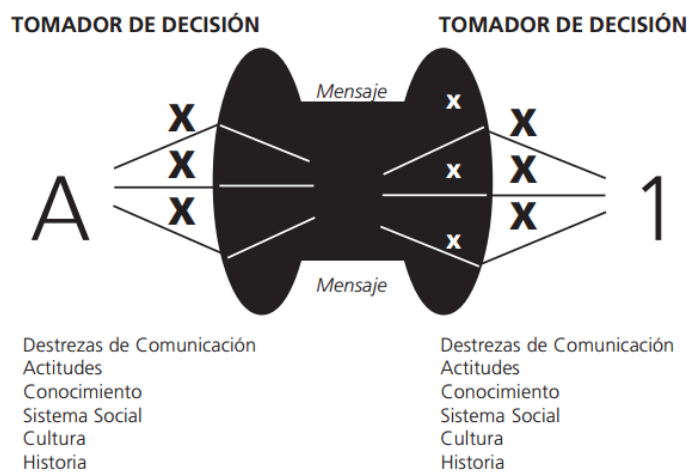 TOMADOR DE DECISIÓN
TOMADOR DE DECISIÓN
Mensaje
X
X
X
x
x
x
X
X
X
A
1
Mensaje
Destrezas de Comunicación
Actitudes
Conocimiento
Sistema Social
Cultura
Historia
Destrezas de Comunicación
Actitudes
Conocimiento
Sistema Social
Cultura
Historia